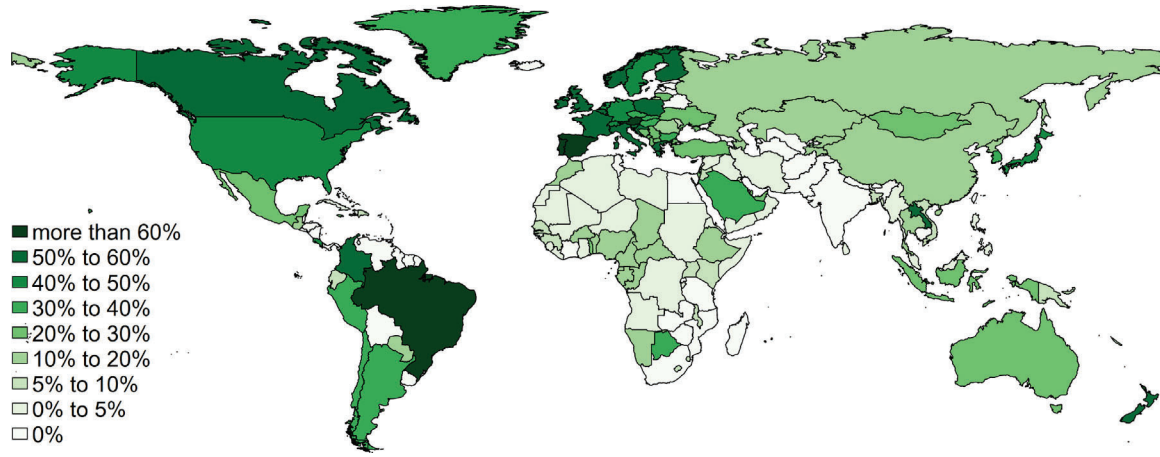 more than 60%
50% to 60%
40% to 50%
30% to 40%
20% to 30%
10% to 20%
5% to 10%
0% to 5%
0%